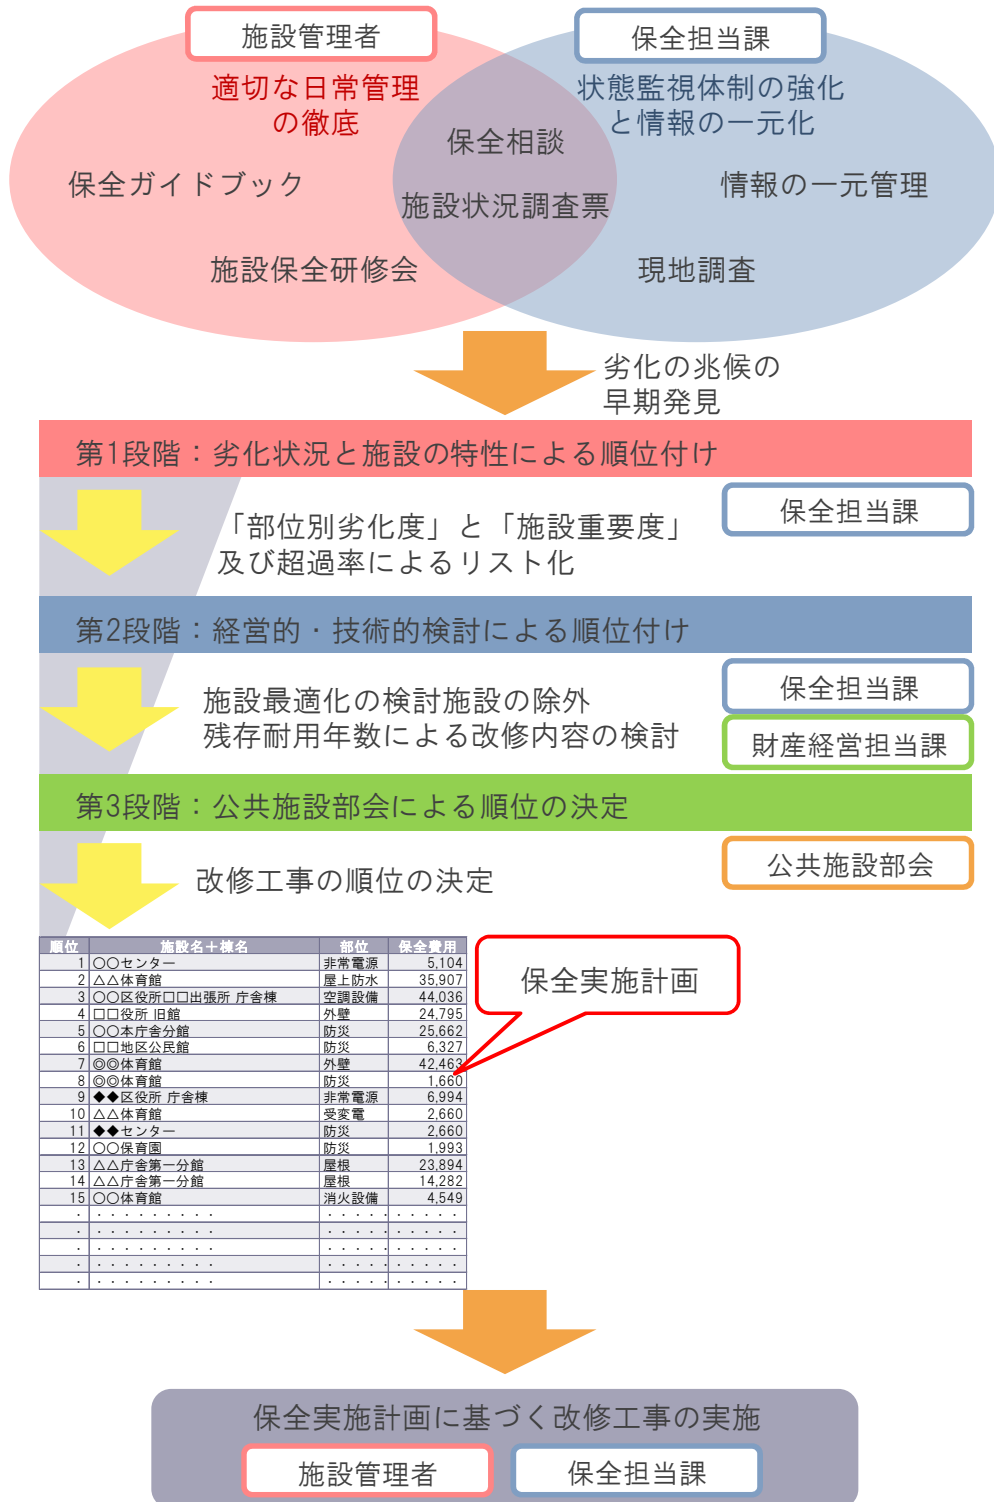 施設管理者
保全担当課
適切な日常管理
の徹底
状態監視体制の強化
と情報の一元化
保全相談
保全ガイドブック
情報の一元管理
施設状況調査票
施設保全研修会
現地調査
劣化の兆候の
早期発見
第1段階：劣化状況と施設の特性による順位付け
保全担当課
「部位別劣化度」と「施設重要度」
及び超過率によるリスト化
第2段階：経営的・技術的検討による順位付け
保全担当課
施設最適化の検討施設の除外
残存耐用年数による改修内容の検討
財産経営担当課
第3段階：公共施設部会による順位の決定
公共施設部会
改修工事の順位の決定
順位 施設名＋棟名 部位 保全費用
1 〇〇センター 非常電源 5,104
2 △△体育館 屋上防水 35,907
3 〇〇区役所□□出張所 庁舎棟 空調設備 44,036
4 □□役所 旧館 外壁 24,795
5 〇〇本庁舎分館 防災 25,662
6 □□地区公民館 防災 6,327
7 ◎◎体育館 外壁 42,463
8 ◎◎体育館 防災 1,660
9 ◆◆区役所 庁舎棟 非常電源 6,994
10 △△体育館 受変電 2,660
11 ◆◆センター 防災 2,660
12 〇〇保育園 防災 1,993
13 △△庁舎第一分館 屋根 23,894
14 △△庁舎第一分館 屋根 14,282
15 〇〇体育館 消火設備 4,549
・ ・・・・・・・・・ ・・・・・ ・・・・・
・ ・・・・・・・・・ ・・・・・ ・・・・・
・ ・・・・・・・・・ ・・・・・ ・・・・・
・ ・・・・・・・・・ ・・・・・ ・・・・・
・ ・・・・・・・・・ ・・・・・ ・・・・・
保全実施計画
保全実施計画に基づく改修工事の実施
施設管理者
保全担当課